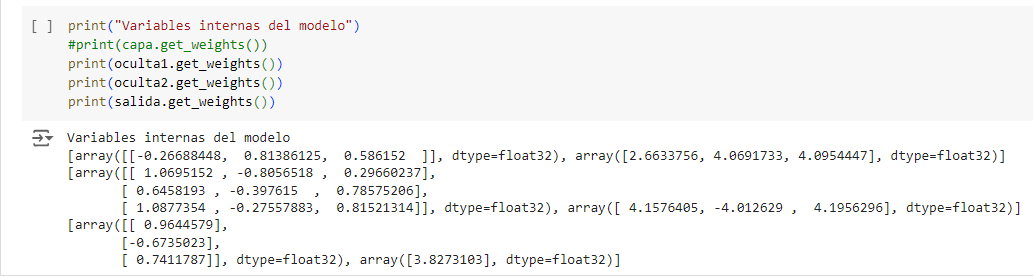 [ ] print("Variables internas del modelo")
#print(capa.get_weights())
print(oculta1.get_weights())
print(oculta2.get_weights())
print(salida.get_weights())
Variables internas del modelo
[array([[-0.26688448,  0.81386125,  0.586152  ]], dtype=float32), array([2.6633756, 4.0691733, 4.0954447], dtype=float32)]
[array([[ 1.0695152 , -0.8056518 ,  0.29660237],
[ 0.6458193 , -0.397615  ,  0.78575206],
[ 1.0877354 , -0.27557883,  0.81521314]], dtype=float32), array([ 4.1576405, -4.012629 ,  4.1956296], dtype=float32)]
[array([[ 0.9644579],
[-0.6735023],
[ 0.7411787]], dtype=float32), array([3.8273103], dtype=float32)]